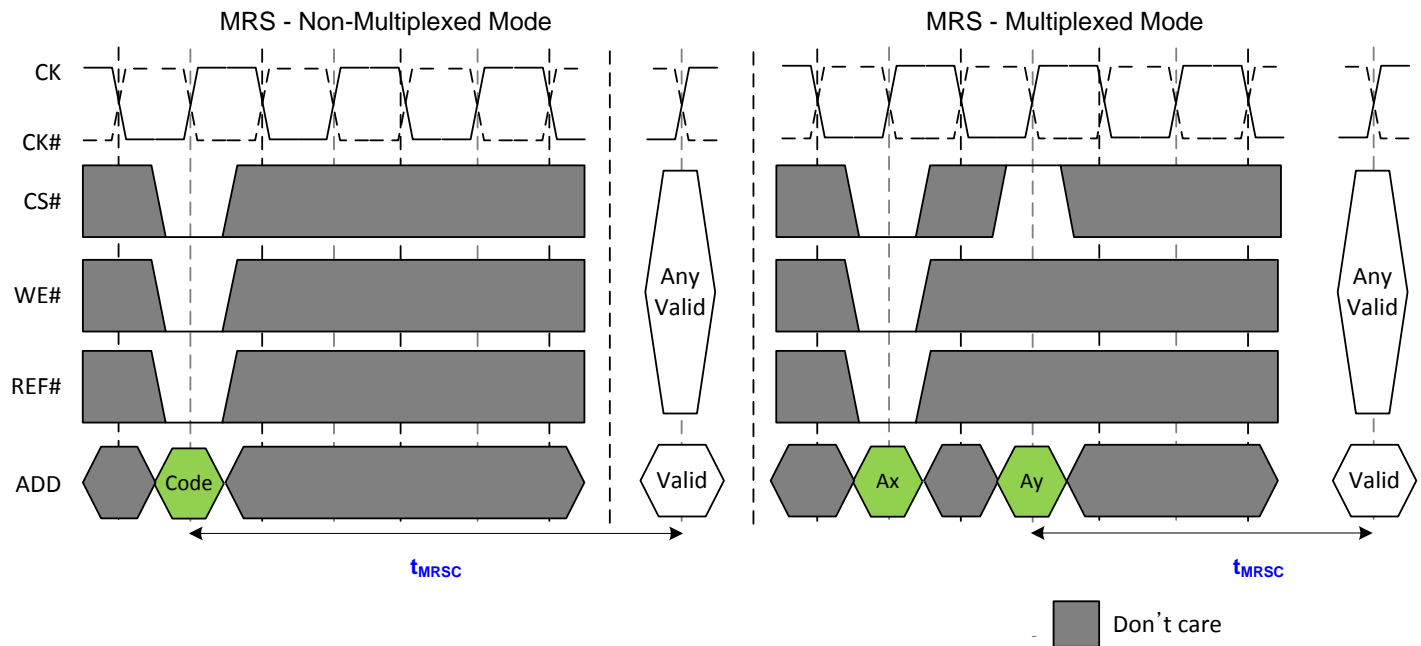 MRS - Non-Multiplexed Mode
MRS - Multiplexed Mode
CK
CK#
CS#
WE#
REF#
ADD
Any
Valid
Code
Valid
tMRSC
Any
Valid
Ax
Ay
Valid
tMRSC
Don't care